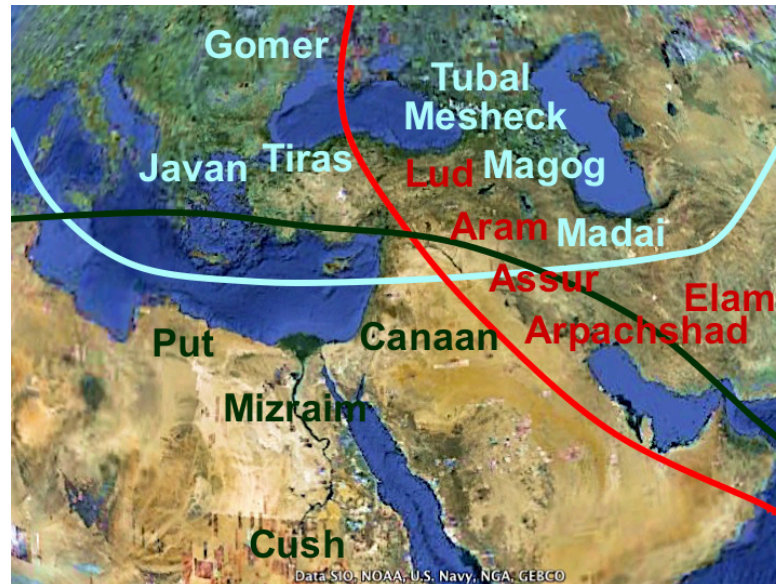 Gomer
Tubal
Mesheck
Javan
Tiras
Lud
Magog
Aram
Madaï
Assur
Elam
Put
Canaan
Arpachshad
Mizraim
Cush
Data SIO, NOAA, U.S. Navy, NGA, GEBCO